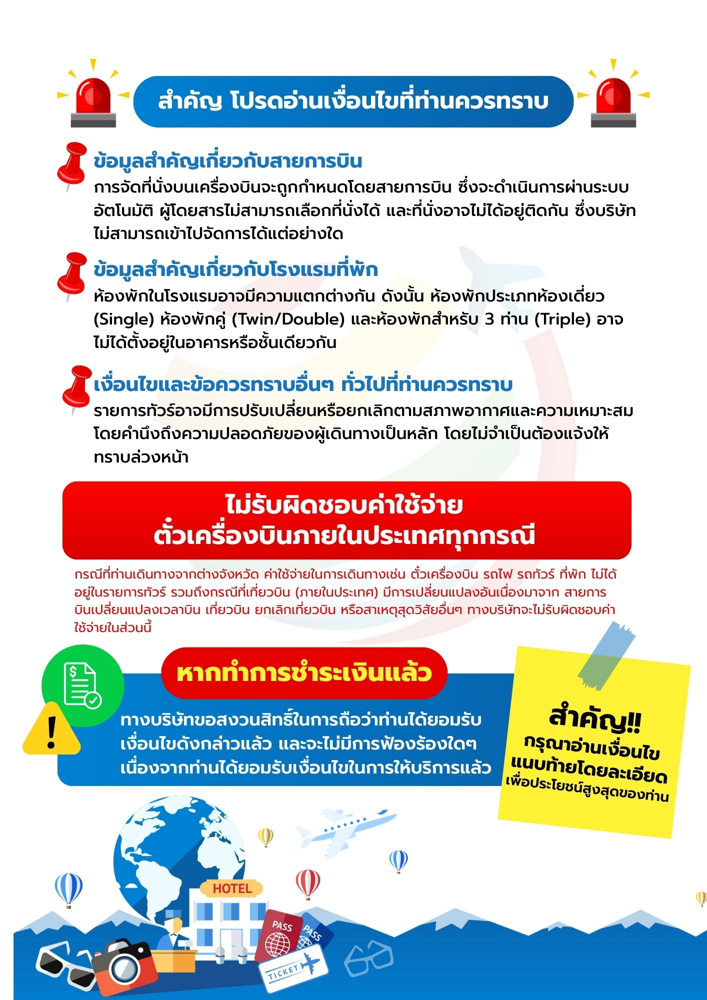 สำคัญ โปรดอ่านเงื่อนไขที่ท่านควรทราบ
ข้อมูลสำคัญเกี่ยวกับสายการบิน
การจัดที่นั่งบนเครื่องบินจะถูกกำหนดโดยสายการบิน ซึ่งจะดำเนินการผ่านระบบ
อัตโนมัติ ผู้โดยสารไม่สามารถเลือกที่นั่งได้ และที่นั่งอาจไม่ได้อยู่ติดกัน ซึ่งบริษัท
ไม่สามารถเข้าไปจัดการได้แต่อย่างใด
ข้อมูลสำคัญเกี่ยวกับโรงแรมที่พัก
ห้องพักในโรงแรมอาจมีความแตกต่างกัน ดังนั้น ห้องพักประเภทห้องเดี่ยว
(Single) ห้องพักคู่ (Twin/Double) และห้องพักสำหรับ 3 ท่าน (Triple) อาจ
ไม่ได้ตั้งอยู่ในอาคารหรือชั้นเดียวกัน
เงื่อนไขและข้อควรทราบอื่นๆ ทั่วไปที่ท่านควรทราบ
รายการทัวร์อาจมีการปรับเปลี่ยนหรือยกเลิกตามสภาพอากาศและความเหมาะสม
โดยคำนึงถึงความปลอดภัยของผู้เดินทางเป็นหลัก โดยไม่จำเป็นต้องแจ้งให้
ทราบล่วงหน้า
ไม่รับผิดชอบค่าใช้จ่าย
ตั๋วเครื่องบินภายในประเทศทุกกรณี
กรณีที่ท่านเดินทางจากต่างจังหวัด ค่าใช้จ่ายในการเดินทางเช่น ตั๋วเครื่องบิน รถไฟ รถทัวร์ ที่พัก ไม่ได้
อยู่ในรายการทัวร์ รวมถึงกรณีที่เที่ยวบิน (ภายในประเทศ) มีการเปลี่ยนแปลงอันเนื่องมาจาก สายการ
บินเปลี่ยนแปลงเวลาบิน เที่ยวบิน ยกเลิกเที่ยวบิน หรือสาเหตุสุดวิสัยอื่นๆ ทางบริษัทจะไม่รับผิดชอบค่า
ใช้จ่ายในส่วนนี้
หากทำการชำระเงินแล้ว
ทางบริษัทขอสงวนสิทธิ์ในการถือว่าท่านได้ยอมรับ
เงื่อนไขดังกล่าวแล้ว และจะไม่มีการฟ้องร้องใดๆ
เนื่องจากท่านได้ยอมรับเงื่อนไขในการให้บริการแล้ว
สำคัญ!!
กรุณาอ่านเงื่อนไข
แนบท้ายโดยละเอียด
เพื่อประโยชน์สูงสุดของท่าน
HOTEL
PASS
PASS
TICKET